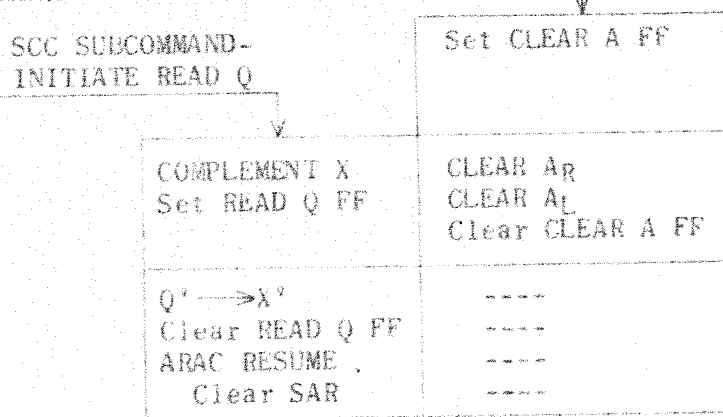 SCC SUBCOMMAND-
INITIATE READ Q
Set CLEAR A FF
COMPLEMENT X
Set READ Q FF
CLEAR AR
CLEAR AL
Clear CLEAR A FF
Q'→X'
Clear READ Q FF
ARAC RESUME
Clear SAR
----
----
----
----